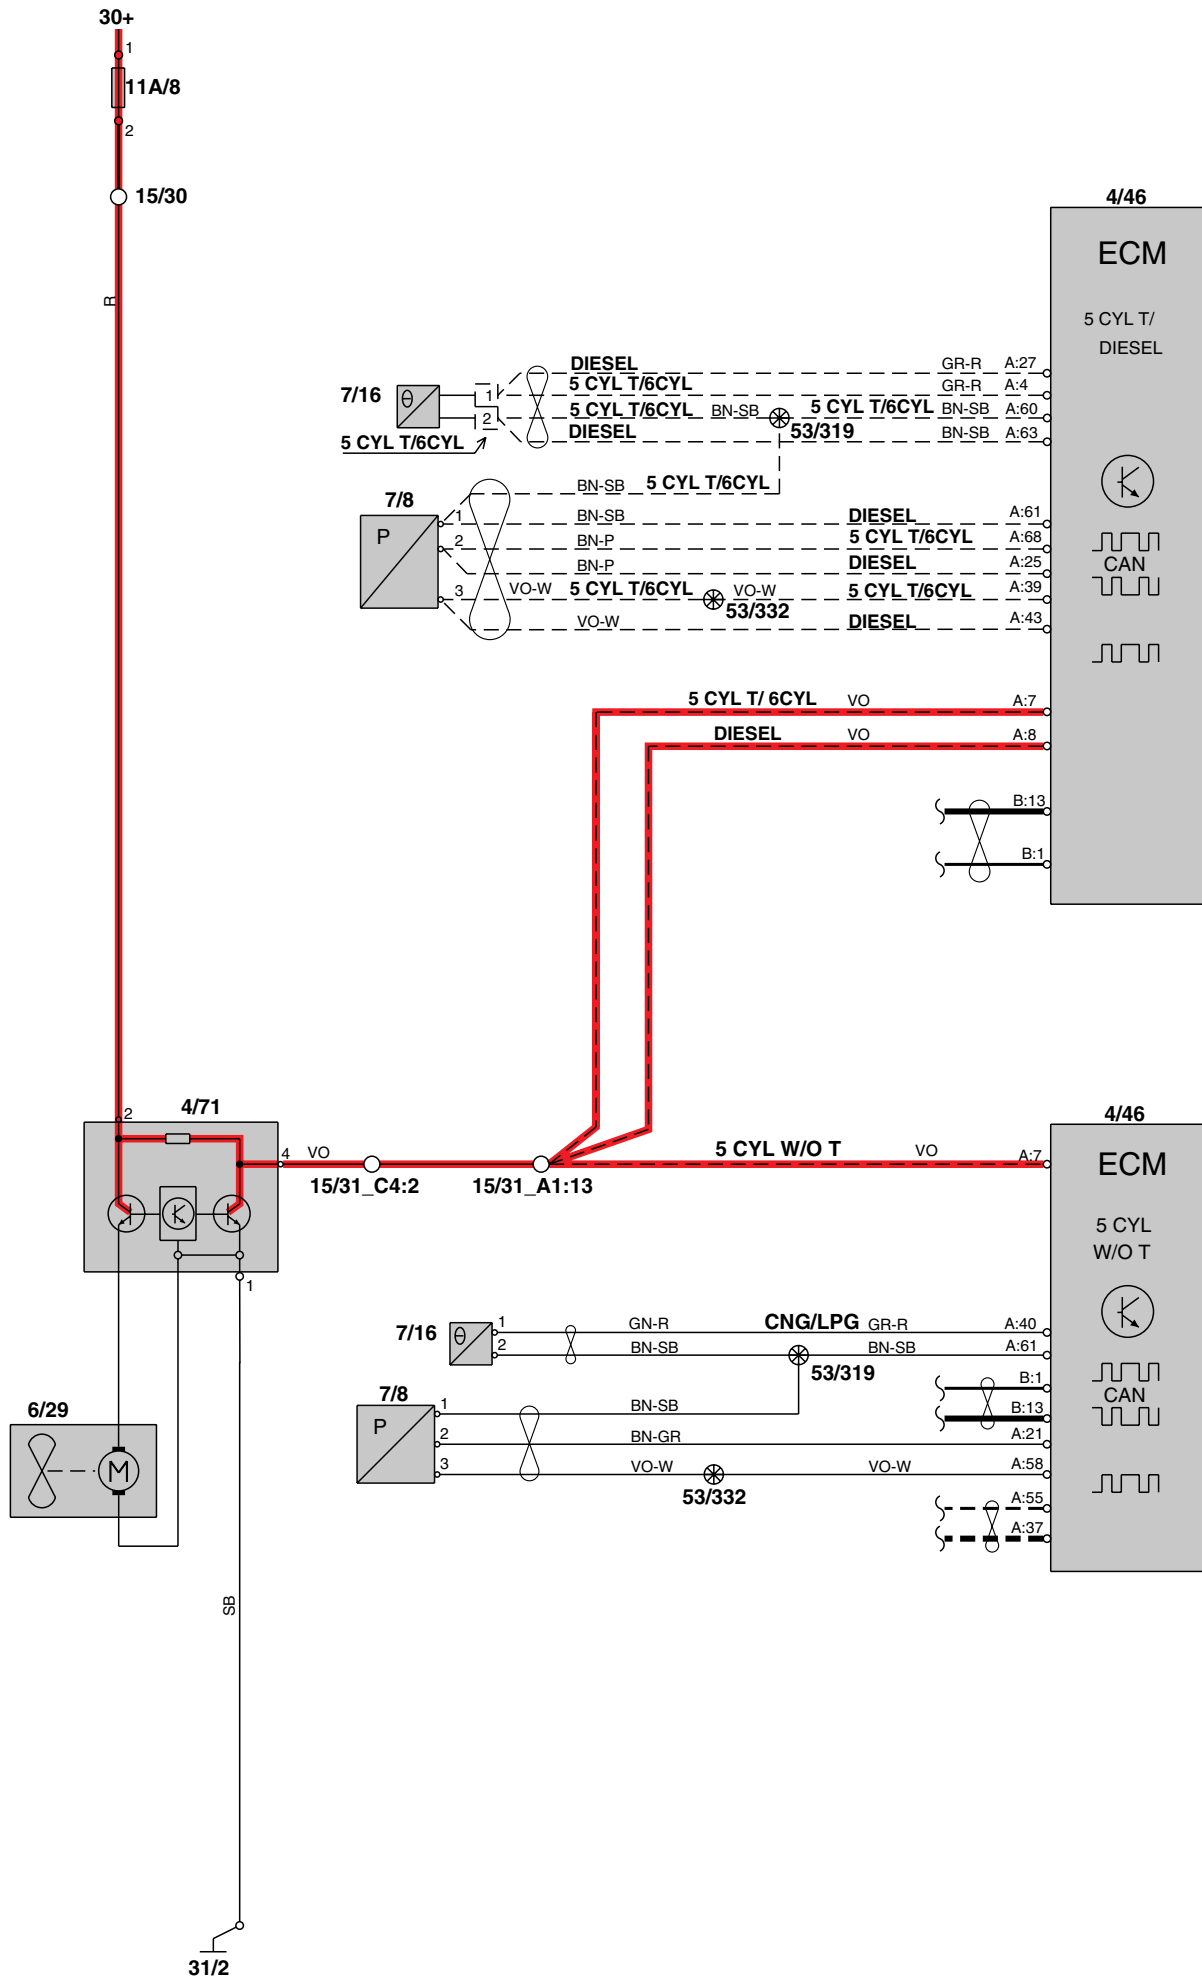 30+
1
11A/8
2
15/30
R
4/46
ECM
5 CYL T/
DIESEL
CAN
7/16
θ
1
2
5 CYL T/6CYL
DIESEL GR-R A:27
5 CYL T/6CYL GR-R A:4
5 CYL T/6CYL BN-SB 5 CYL T/6CYL BN-SB A:60
53/319
DIESEL BN-SB A:63
7/8
P
BN-SB 5 CYL T/6CYL
1 BN-SB DIESEL A:61
2 BN-P 5 CYL T/6CYL A:68
BN-P DIESEL A:25
3 VO-W 5 CYL T/6CYL VO-W 5 CYL T/6CYL A:39
53/332
VO-W DIESEL A:43
5 CYL T/ 6CYL VO A:7
DIESEL VO A:8
B:13
B:1
2
4/71
4 VO
15/31_C4:2
15/31_A1:13
5 CYL W/O T VO A:7
1
4/46
ECM
5 CYL
W/O T
CAN
7/16
θ
1 GN-R CNG/LPG GR-R A:40
2 BN-SB BN-SB A:61
53/319
B:1
B:13
7/8
P
1 BN-SB
2 BN-GR A:21
3 VO-W VO-W A:58
53/332
A:55
A:37
6/29
M
SB
31/2